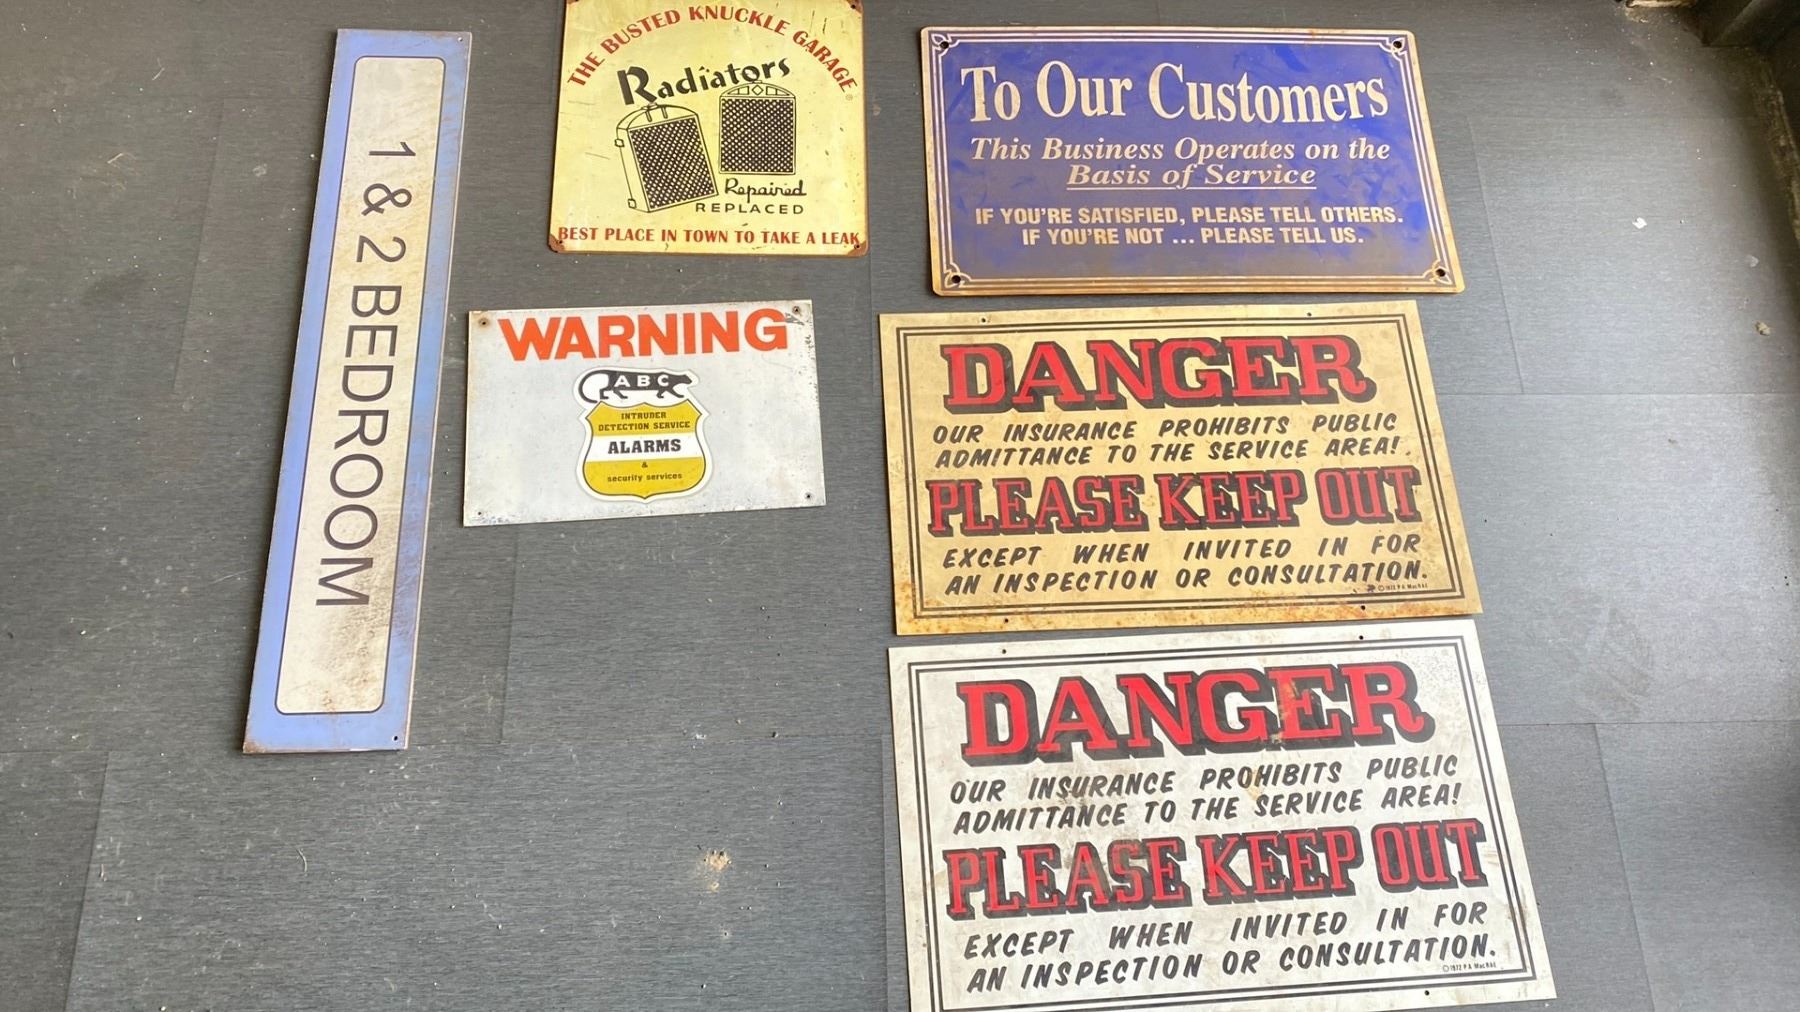 1 & 2 BEDROOM
THE BUSTED KNUCKLE GARAGE®
Radiators
Repaired
REPLACED
BEST PLACE IN TOWN TO TAKE A LEAK
WARNING
ABC
INTRUDER
DETECTION SERVICE
ALARMS
&
security services
To Our Customers
This Business Operates on the
Basis of Service
IF YOU'RE SATISFIED, PLEASE TELL OTHERS.
IF YOU'RE NOT ... PLEASE TELL US.
DANGER
OUR INSURANCE PROHIBITS PUBLIC
ADMITTANCE TO THE SERVICE AREA!
PLEASE KEEP OUT
EXCEPT WHEN INVITED IN FOR
AN INSPECTION OR CONSULTATION.
©1972 P.A. MacRAE
DANGER
OUR INSURANCE PROHIBITS PUBLIC
ADMITTANCE TO THE SERVICE AREA!
PLEASE KEEP OUT
EXCEPT WHEN INVITED IN FOR
AN INSPECTION OR CONSULTATION.
©1972 P.A. MacRAE